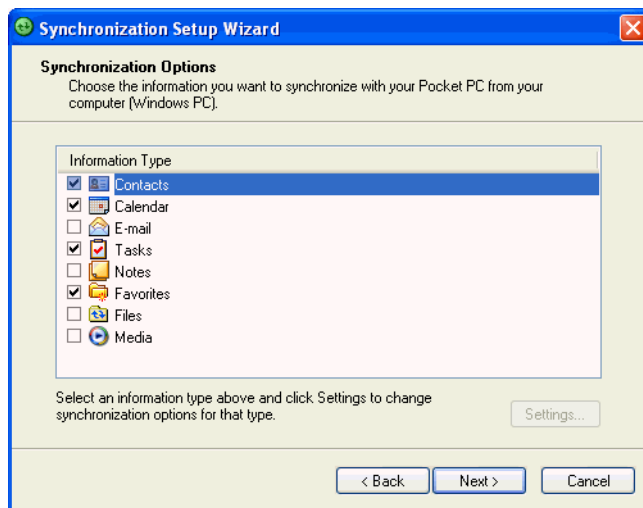 Synchronization Setup Wizard
Synchronization Options
Choose the information you want to synchronize with your Pocket PC from your
computer (Windows PC).
Information Type
Contacts
Calendar
E-mail
Tasks
Notes
Favorites
Files
Media
Select an information type above and click Settings to change
synchronization options for that type.
Settings...
< Back
Next >
Cancel